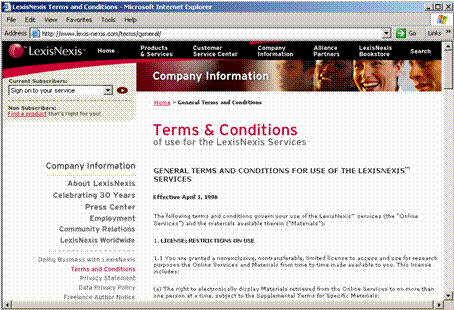 LexisNexis Terms and Conditions - Microsoft Internet Explorer
File Edit View Favorites Tools Help
Address http://www.lexis-nexis.com/terms/general/ Go Links »
LexisNexis™ Home Products & Services Customer Service Center Company Information Alliance Partners LexisNexis Bookstore Search
Current Subscribers:
Sign on to your service
Non Subscribers:
Find a product that's right for you!
Company Information
Home > General Terms and Conditions
Terms & Conditions
of use for the LexisNexis Services
Company Information
About LexisNexis
Celebrating 30 Years
Press Center
Employment
Community Relations
LexisNexis Worldwide
Doing Business with LexisNexis
Terms and Conditions
Privacy Statement
Data Privacy Policy
Freelance Author Notice
GENERAL TERMS AND CONDITIONS FOR USE OF THE LEXISNEXIS™
SERVICES
Effective April 1, 1996
The following terms and conditions govern your use of the LexisNexis™ services (the "Online
Services") and the materials available therein ("Materials"):
1. LICENSE; RESTRICTIONS ON USE
1.1 You are granted a nonexclusive, nontransferable, limited license to access and use for research
purposes the Online Services and Materials from time to time made available to you. This license
includes:
(a) The right to electronically display Materials retrieved from the Online Services to no more than
one person at a time, subject to the Supplemental Terms for Specific Materials;